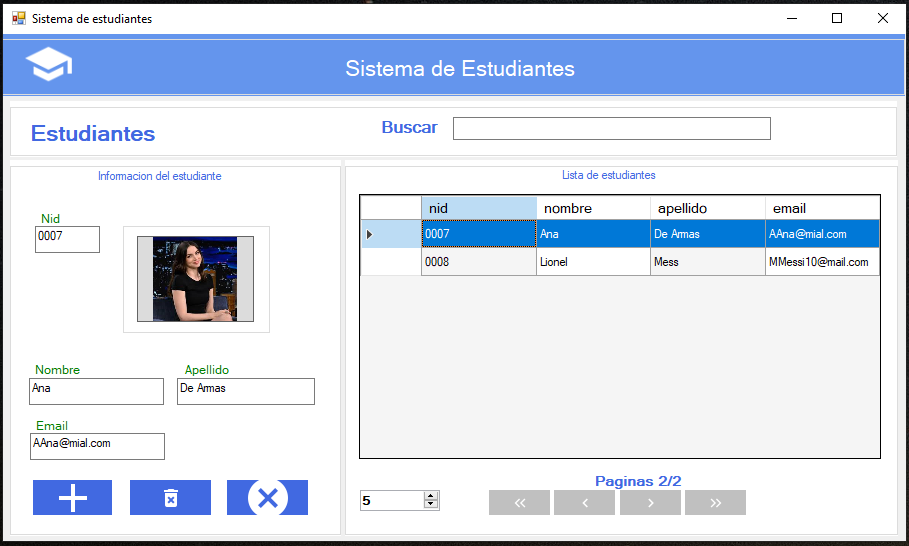 Sistema de estudiantes
Sistema de Estudiantes
Estudiantes
Buscar
Informacion del estudiante
Nid
0007
Nombre
Ana
Apellido
De Amas
Email
AAna@mial.com
Lista de estudiantes
nid nombre apellido email
0007 Ana De Amas AAna@mial.com
0008 Lionel Mess MMessi10@mail.com
Paginas 2/2
5